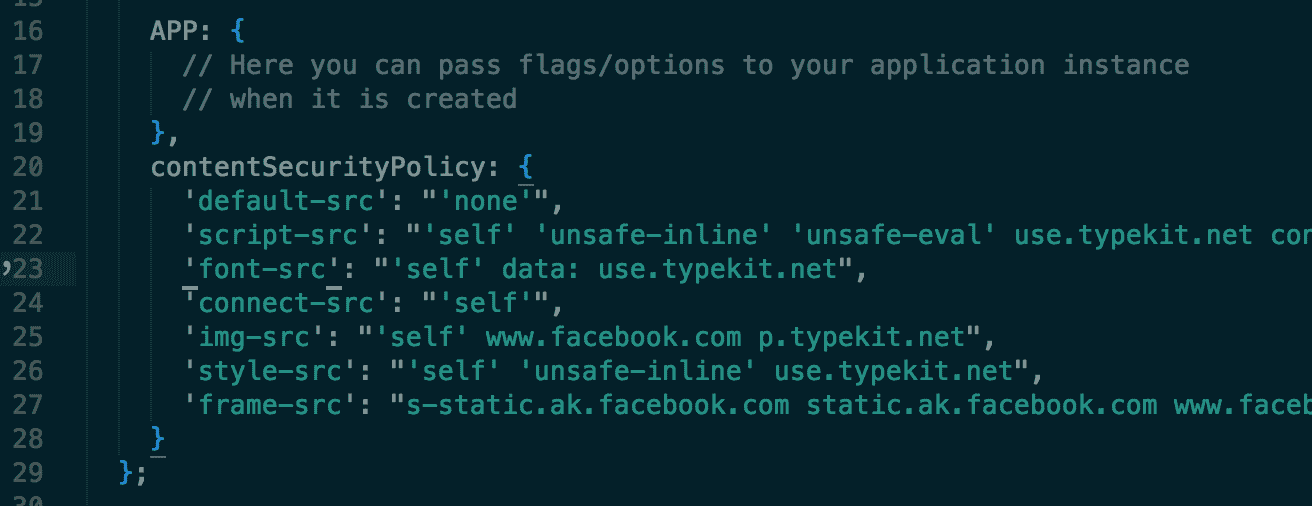 16 APP: {
17 // Here you can pass flags/options to your application instance
18 // when it is created
19 },
20 contentSecurityPolicy: {
21 'default-src': "'none'",
22 'script-src': "'self' 'unsafe-inline' 'unsafe-eval' use.typekit.net con
23 'font-src': "'self' data: use.typekit.net",
24 'connect-src': "'self'",
25 'img-src': "'self' www.facebook.com p.typekit.net",
26 'style-src': "'self' 'unsafe-inline' use.typekit.net",
27 'frame-src': "s-static.ak.facebook.com static.ak.facebook.com www.faceb
28 }
29 };